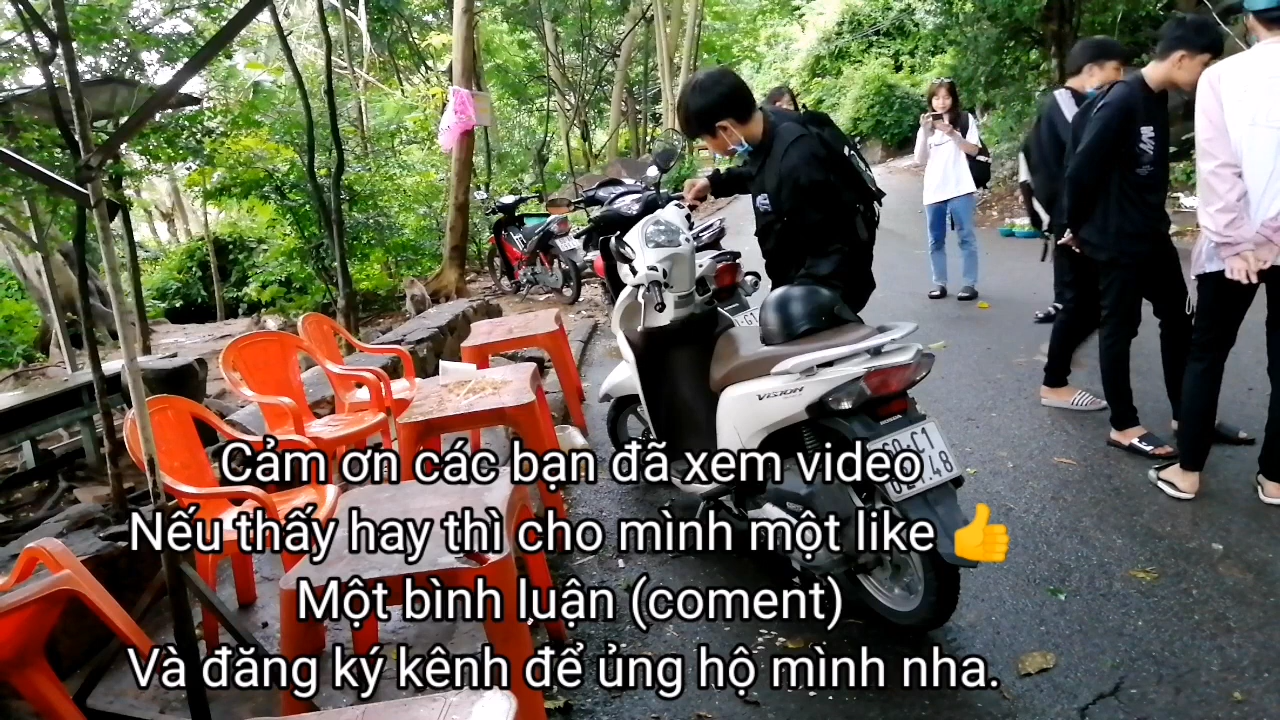 VISION
Cảm ơn các bạn đã xem video
Nếu thấy hay thì cho mình một like 👍
Một bình luận (coment)
Và đăng ký kênh để ủng hộ mình nha.